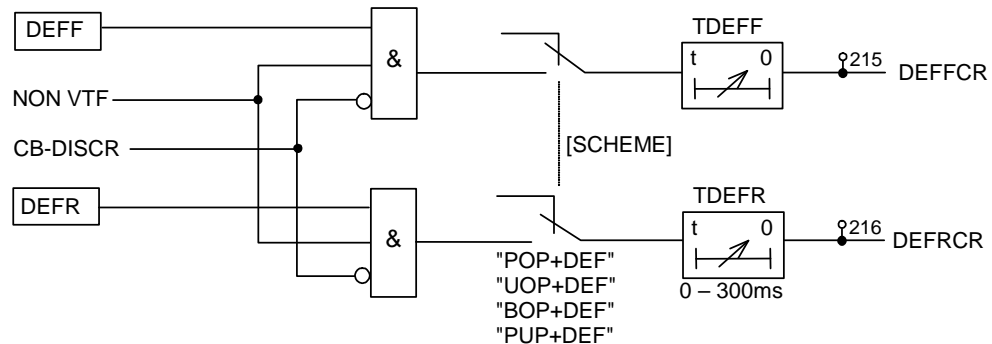 DEFF
&
TDEFF
t 0
215
DEFFCR
NON VTF
CB-DISCR
[SCHEME]
DEFR
&
TDEFR
t 0
216
DEFRCR
0 – 300ms
"POP+DEF"
"UOP+DEF"
"BOP+DEF"
"PUP+DEF"